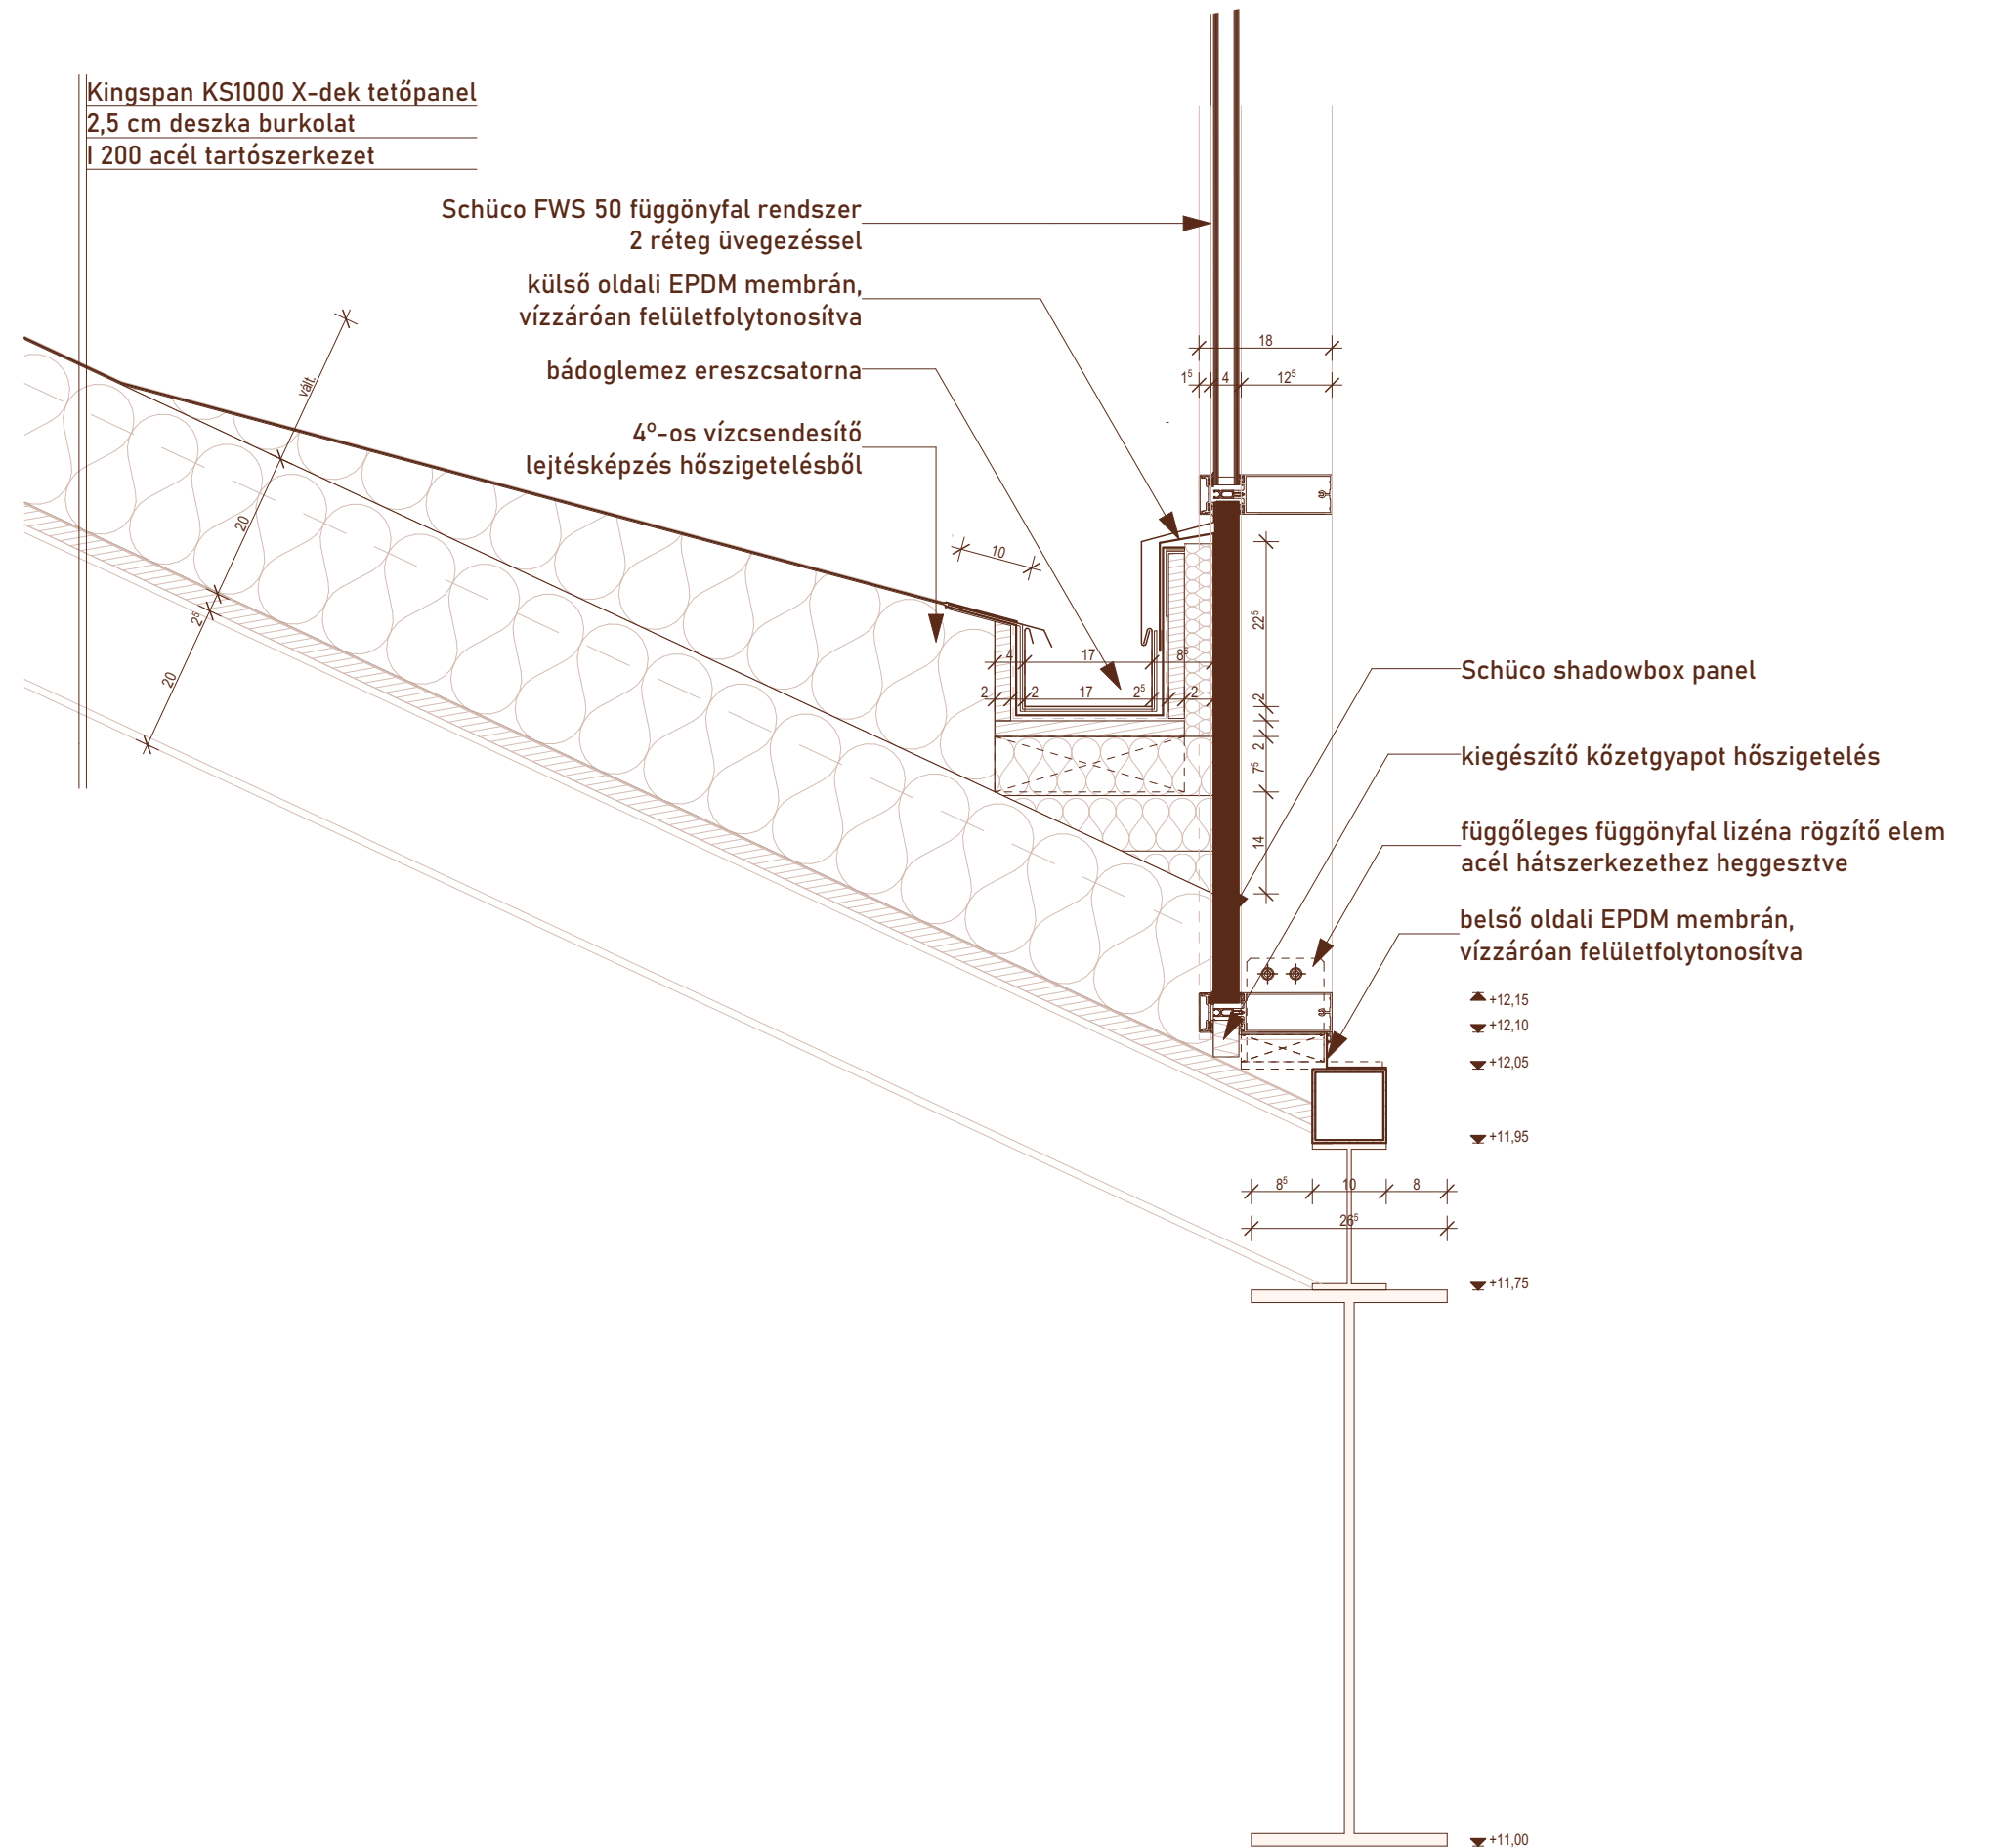 Kingspan KS1000 X-dek tetőpanel
2,5 cm deszka burkolat
I 200 acél tartószerkezet
Schüco FWS 50 függönyfal rendszer
2 réteg üvegezéssel
külső oldali EPDM membrán,
vízzáróan felületfolytonosítva
bádoglemez ereszcsatorna
4º-os vízcsendesítő
lejtésképzés hőszigetelésből
vált.
20
2⁵
20
10
18
1⁵ 4 12⁵
4 17 8⁵
2 2 17 2⁵ 2
22⁵
2
2
7⁵
14
Schüco shadowbox panel
kiegészítő kőzetgyapot hőszigetelés
függőleges függönyfal lizéna rögzítő elem
acél hátszerkezethez heggesztve
belső oldali EPDM membrán,
vízzáróan felületfolytonosítva
+12,15
+12,10
+12,05
+11,95
8⁵ 10 8
26⁵
+11,75
+11,00